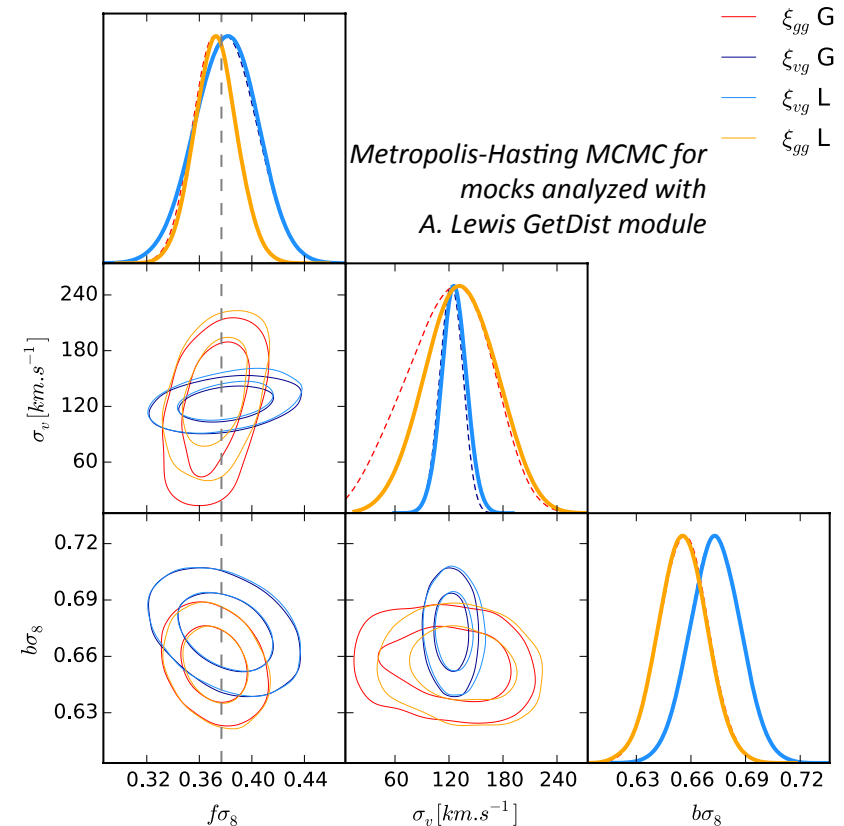 ξgg G
ξvg G
ξvg L
ξgg L
Metropolis-Hasting MCMC for
mocks analyzed with
A. Lewis GetDist module
240
180
120
60
σv [km.s⁻¹]
0.72
0.69
0.66
0.63
bσ8
0.32 0.36 0.40 0.44
60 120 180 240
0.63 0.66 0.69 0.72
fσ8
σv [km.s⁻¹]
bσ8